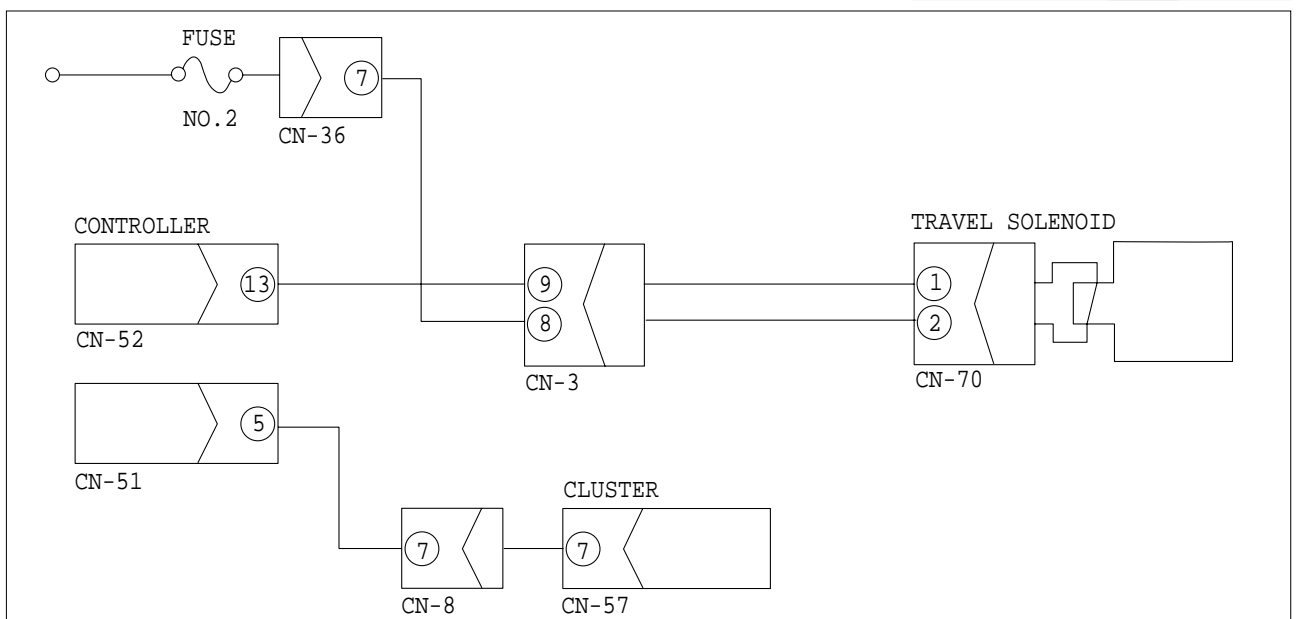 FUSE
7
NO.2
CN-36
CONTROLLER
TRAVEL SOLENOID
13
9
1
8
2
CN-52
CN-3
CN-70
5
CN-51
CLUSTER
7
7
CN-8
CN-57